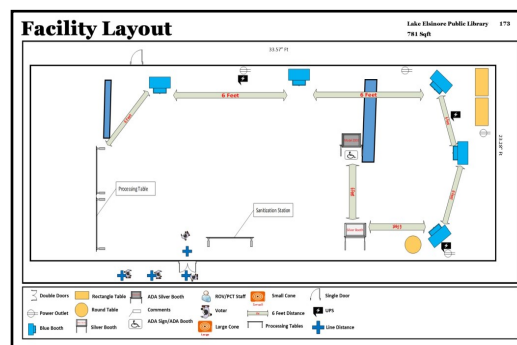 Facility Layout
Lake Elsinore Public Library 173
781 Sqft
33.57" Ft
6 Feet
6 Feet
23.28" Ft
Processing Table
Sanitization Station
Double Doors
Rectangle Table
ADA Silver Booth
ROV/PCT Staff
Small Cone
Single Door
Power Outlet
Round Table
Comments
Voter
6 Feet Distance
UPS
Blue Booth
Silver Booth
ADA Sign/ADA Booth
Large Cone
Processing Tables
Line Distance